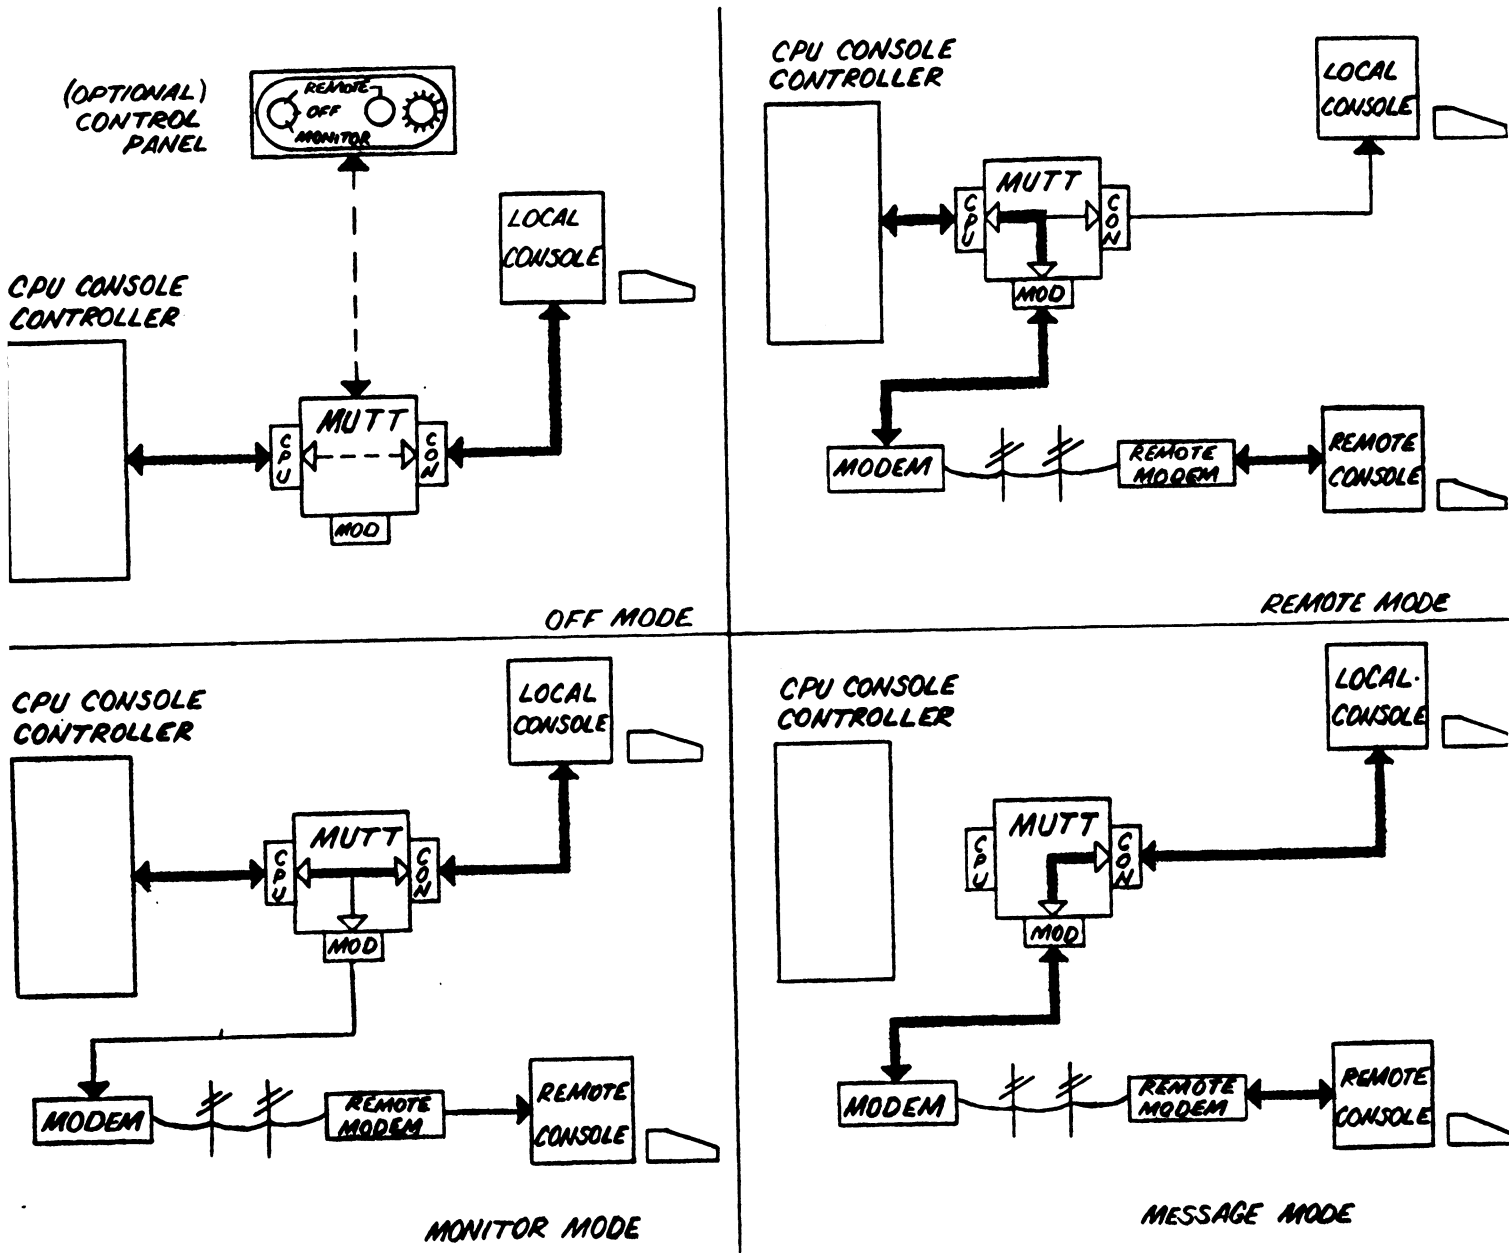 (OPTIONAL)
CONTROL
PANEL
REMOTE
OFF
MONITOR
LOCAL
CONSOLE
CPU CONSOLE
CONTROLLER
MUTT
CPU
CON
MOD
OFF MODE
CPU CONSOLE
CONTROLLER
LOCAL
CONSOLE
MUTT
CPU
CON
MOD
MODEM
REMOTE
MODEM
REMOTE
CONSOLE
REMOTE MODE
CPU CONSOLE
CONTROLLER
LOCAL
CONSOLE
MUTT
CPU
CON
MOD
MODEM
REMOTE
MODEM
REMOTE
CONSOLE
MONITOR MODE
CPU CONSOLE
CONTROLLER
LOCAL
CONSOLE
MUTT
CPU
CON
MOD
MODEM
REMOTE
MODEM
REMOTE
CONSOLE
MESSAGE MODE